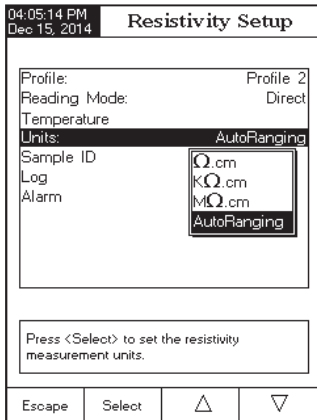 04:05:14 PM
Dec 15, 2014
Resistivity Setup
Profile: Profile 2
Reading Mode: Direct
Temperature
Units: AutoRanging
Sample ID
Log
Alarm
Ω.cm
KΩ.cm
MΩ.cm
AutoRanging
Press <Select> to set the resistivity
measurement units.
Escape Select △ ▽